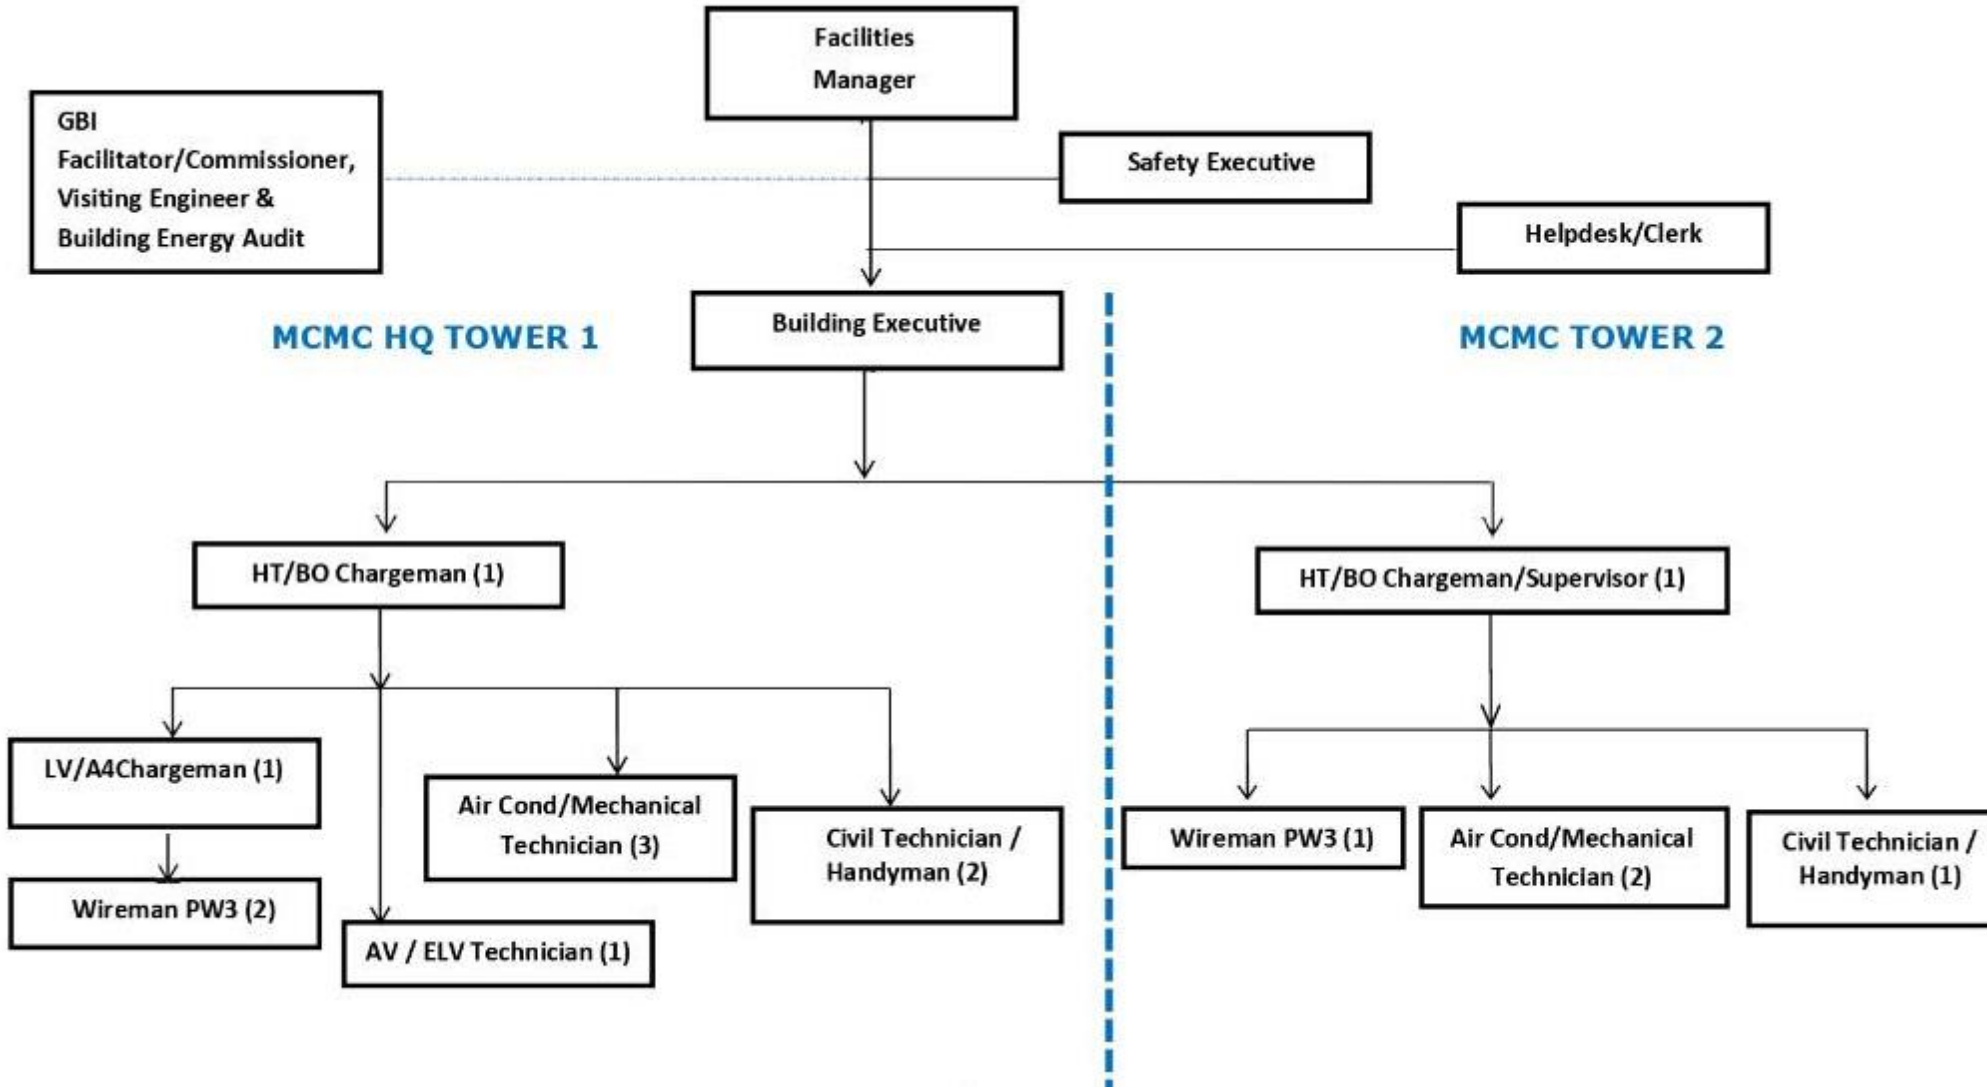 Facilities
Manager
GBI
Facilitator/Commissioner,
Visiting Engineer &
Building Energy Audit
Safety Executive
Helpdesk/Clerk
Building Executive
MCMC HQ TOWER 1
MCMC TOWER 2
HT/BO Chargeman (1)
HT/BO Chargeman/Supervisor (1)
LV/A4Chargeman (1)
Air Cond/Mechanical
Technician (3)
Civil Technician /
Handyman (2)
Wireman PW3 (2)
AV / ELV Technician (1)
Wireman PW3 (1)
Air Cond/Mechanical
Technician (2)
Civil Technician /
Handyman (1)